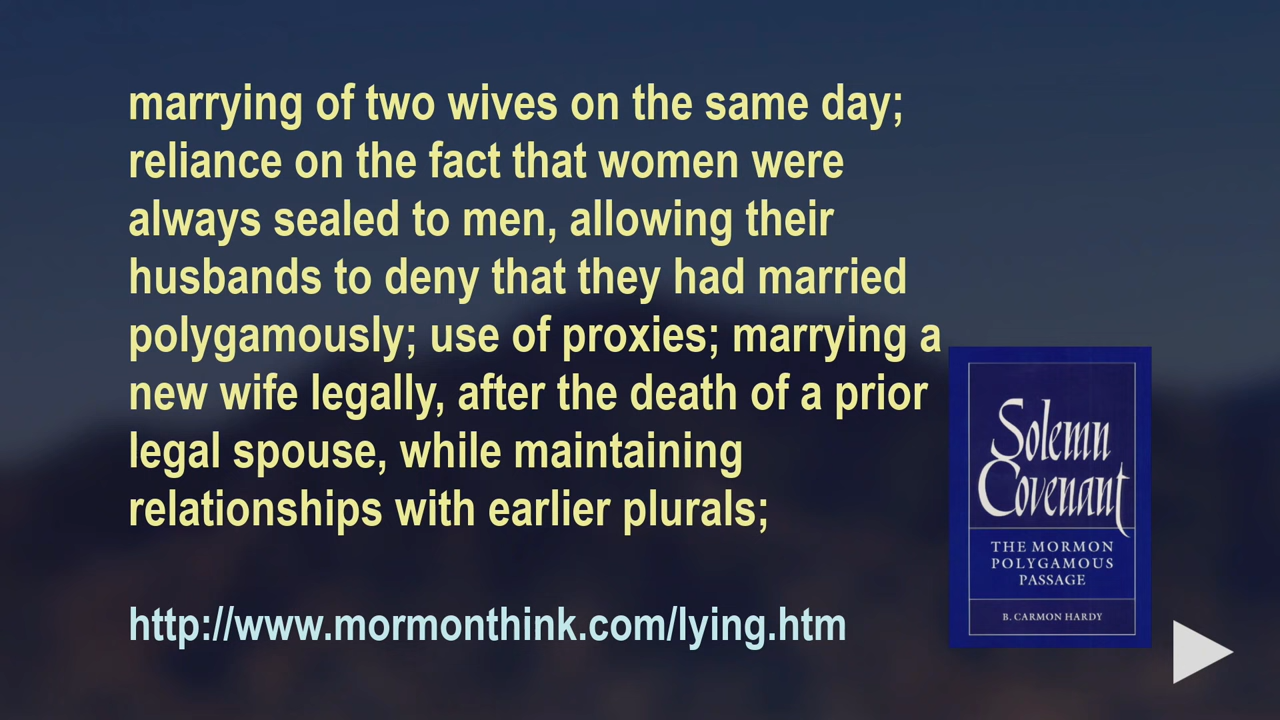 marrying of two wives on the same day;
reliance on the fact that women were
always sealed to men, allowing their
husbands to deny that they had married
polygamously; use of proxies; marrying a
new wife legally, after the death of a prior
legal spouse, while maintaining
relationships with earlier plurals;
http://www.mormonthink.com/lying.htm
Solemn
Covenant
THE MORMON
POLYGAMOUS
PASSAGE
B. CARMON HARDY